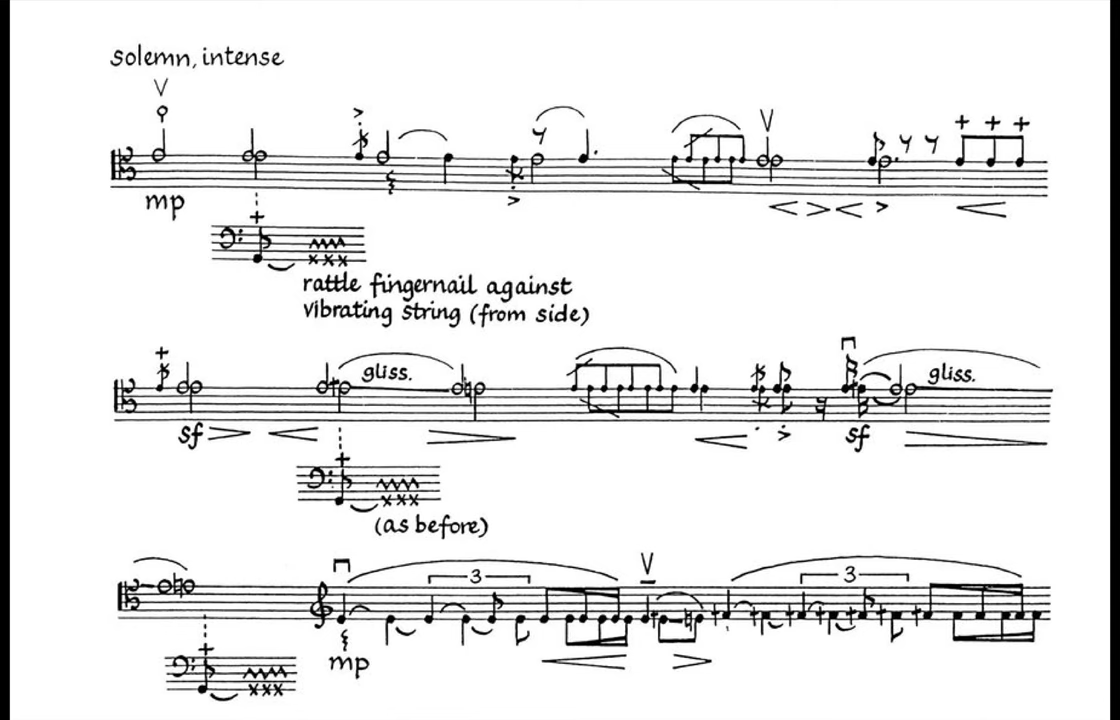 solemn, intense
mp
rattle fingernail against
vibrating string (from side)
gliss.
gliss.
sf
sf
(as before)
3
3
mp